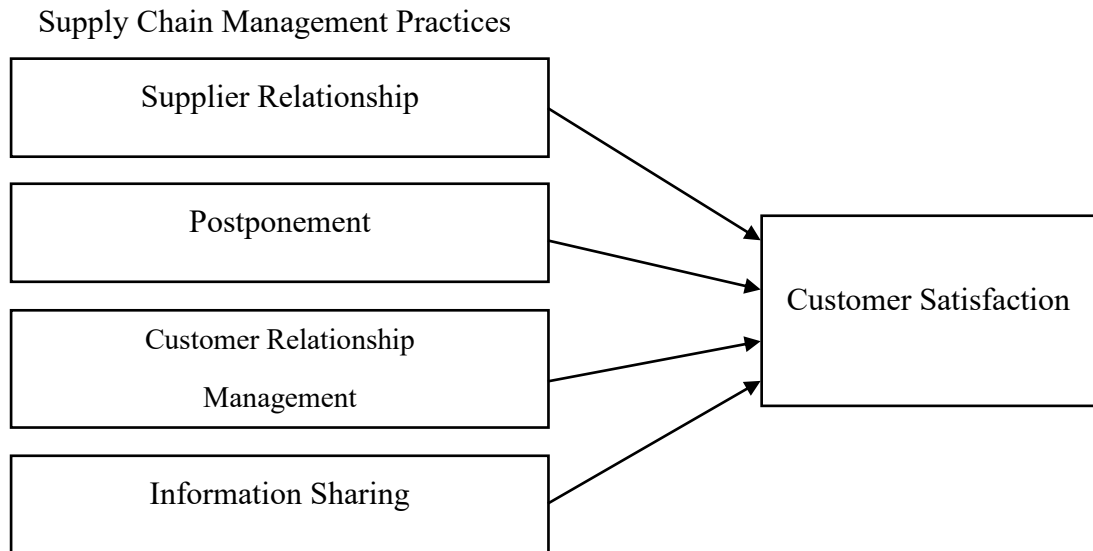 Supply Chain Management Practices
Supplier Relationship
Postponement
Customer Satisfaction
Customer Relationship
Management
Information Sharing